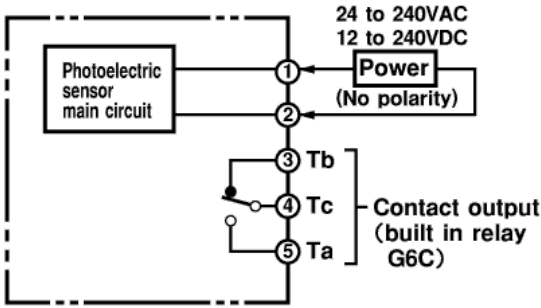 24 to 240VAC
12 to 240VDC
Photoelectric
sensor
main circuit
1
Power
(No polarity)
2
3 Tb
4 Tc
5 Ta
Contact output
(built in relay
G6C)